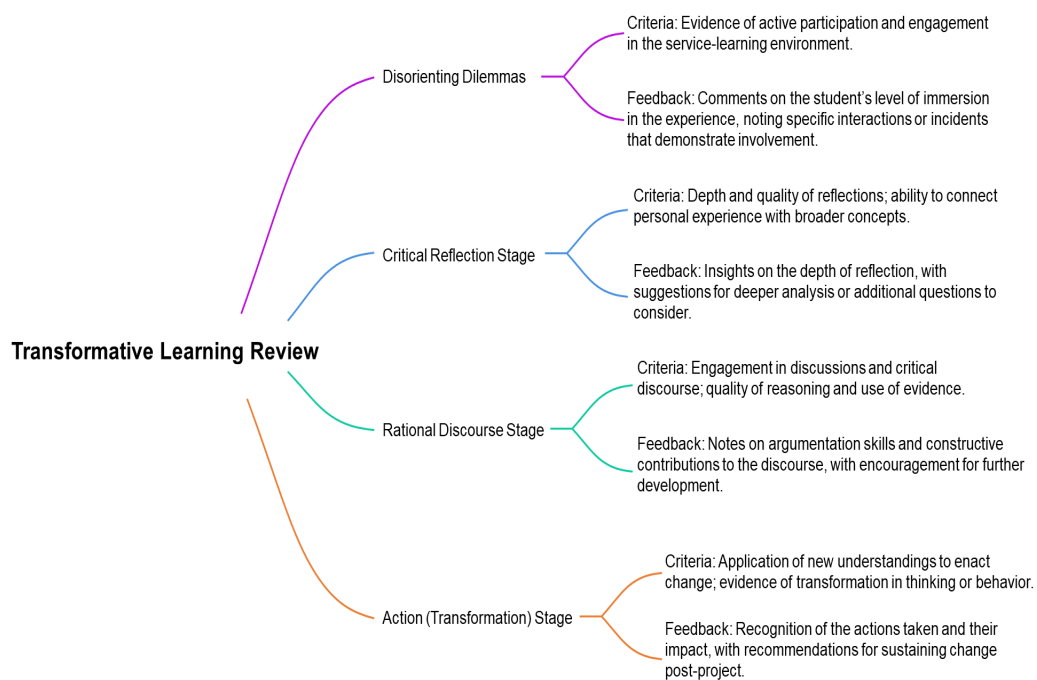 Transformative Learning Review
Disorienting Dilemmas
Criteria: Evidence of active participation and engagement
in the service-learning environment.
Feedback: Comments on the student’s level of immersion
in the experience, noting specific interactions or incidents
that demonstrate involvement.
Critical Reflection Stage
Criteria: Depth and quality of reflections; ability to connect
personal experience with broader concepts.
Feedback: Insights on the depth of reflection, with
suggestions for deeper analysis or additional questions to
consider.
Rational Discourse Stage
Criteria: Engagement in discussions and critical
discourse; quality of reasoning and use of evidence.
Feedback: Notes on argumentation skills and constructive
contributions to the discourse, with encouragement for further
development.
Action (Transformation) Stage
Criteria: Application of new understandings to enact
change; evidence of transformation in thinking or behavior.
Feedback: Recognition of the actions taken and their
impact, with recommendations for sustaining change
post-project.